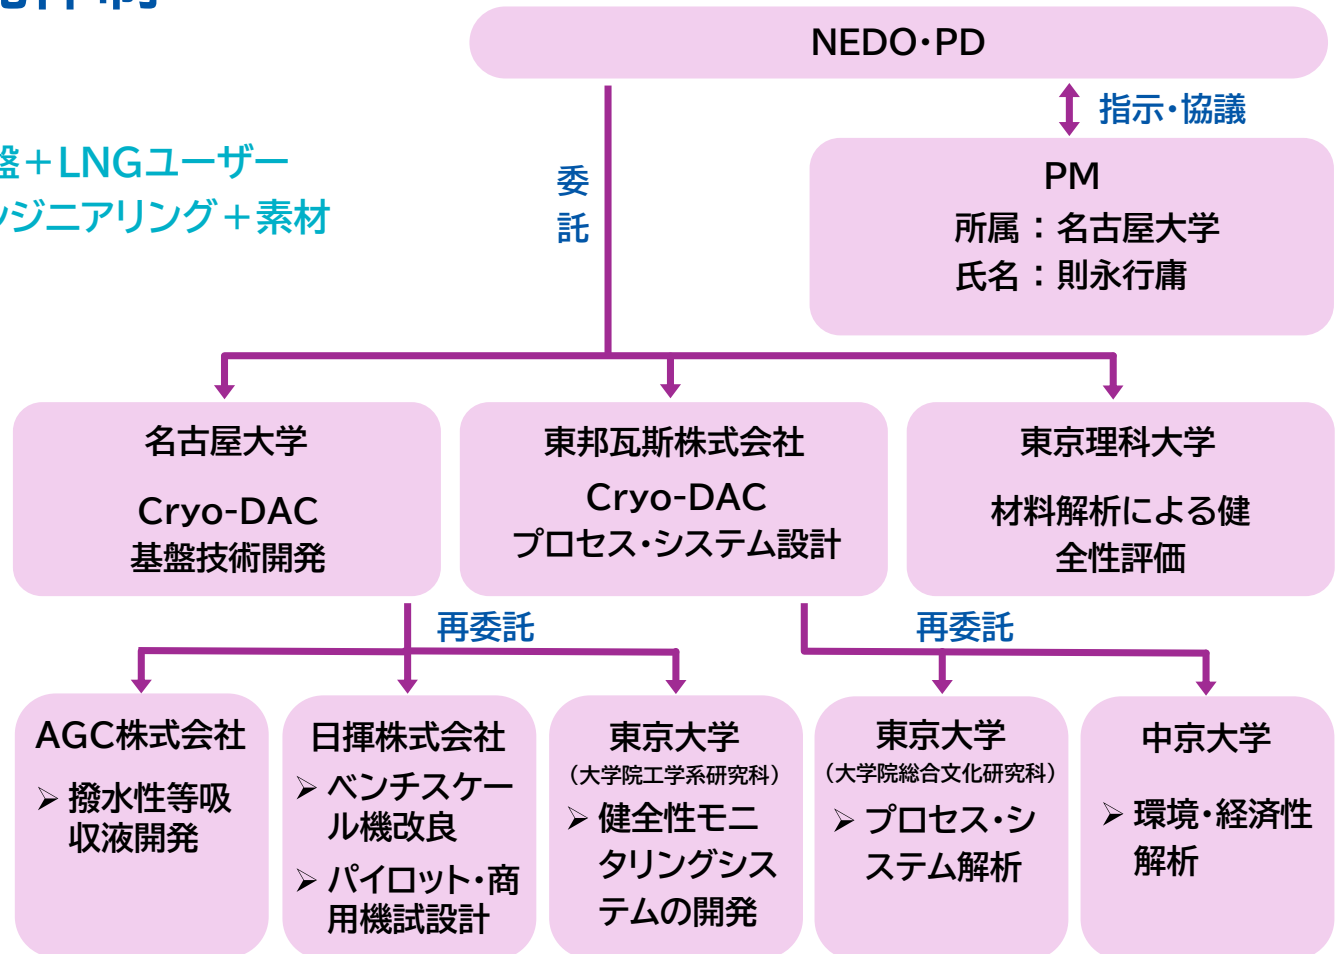 NEDO・PD
指示・協議
盤＋LNGユーザー
ンジニアリング＋素材
委
託
PM
所属：名古屋大学
氏名：則永行庸
名古屋大学
Cryo-DAC
基盤技術開発
東邦瓦斯株式会社
Cryo-DAC
プロセス・システム設計
東京理科大学
材料解析による健
全性評価
再委託
再委託
AGC株式会社
➢ 撥水性等吸
収液開発
日揮株式会社
➢ ベンチスケー
ル機改良
➢ パイロット・商
用機試設計
東京大学
（大学院工学系研究科）
➢ 健全性モニ
タリングシス
テムの開発
東京大学
（大学院総合文化研究科）
➢ プロセス・シ
ステム解析
中京大学
➢ 環境・経済性
解析